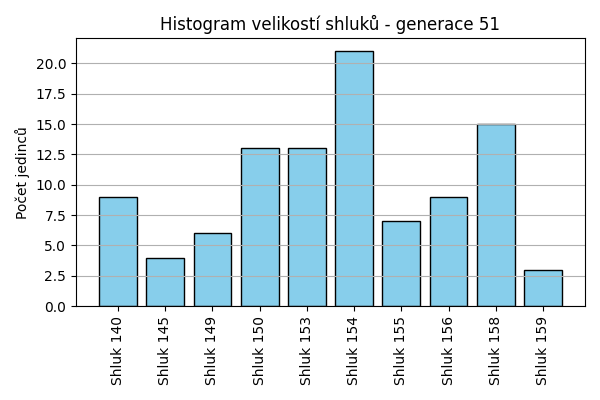 Histogram velikostí shluků - generace 51
Počet jedinců
20.0
17.5
15.0
12.5
10.0
7.5
5.0
2.5
0.0
Shluk 140
Shluk 145
Shluk 149
Shluk 150
Shluk 153
Shluk 154
Shluk 155
Shluk 156
Shluk 158
Shluk 159